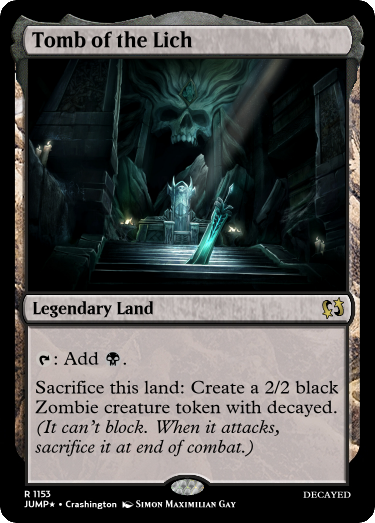 Tomb of the Lich
Legendary Land
: Add .
Sacrifice this land: Create a 2/2 black
Zombie creature token with decayed.
(It can't block. When it attacks,
sacrifice it at end of combat.)
R 1153
DECAYED
JUMP★ • Crashington Simon Maximilian Gay